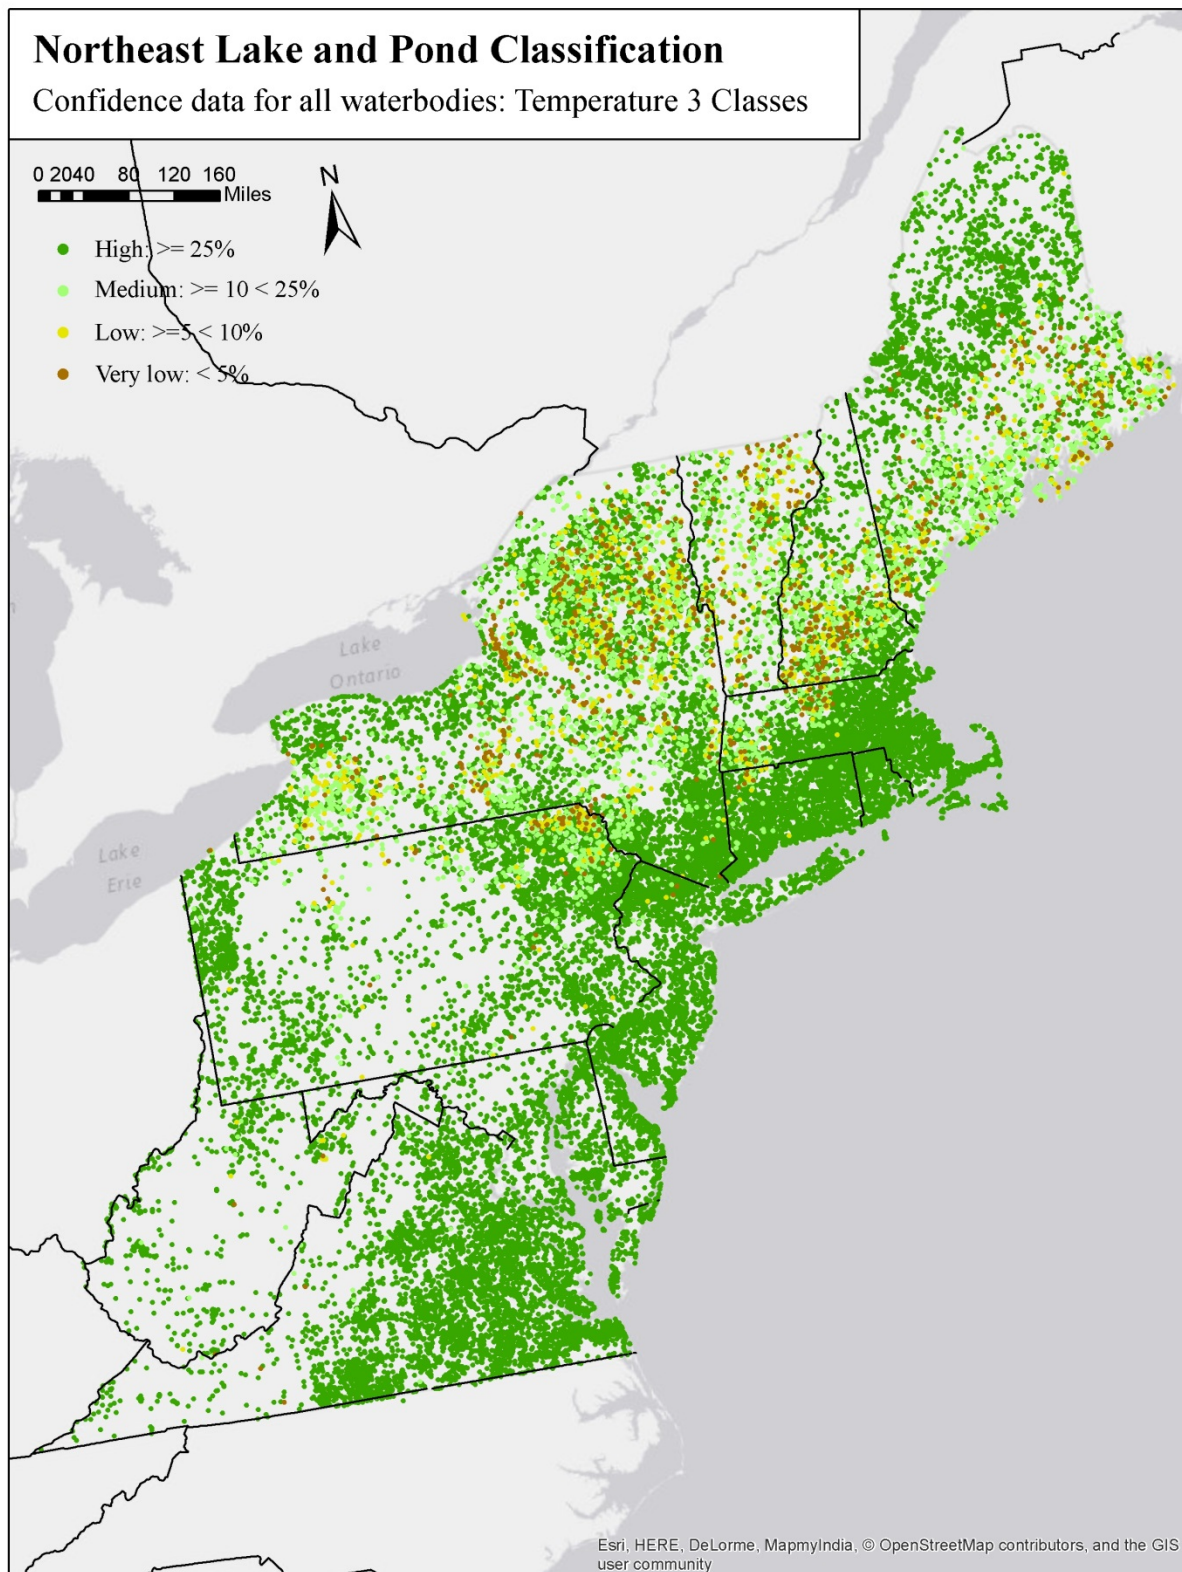 Northeast Lake and Pond Classification
Confidence data for all waterbodies: Temperature 3 Classes
0 2040 80 120 160
Miles
N
High: >= 25%
Medium: >= 10 < 25%
Low: >=5 < 10%
Very low: < 5%
Lake
Ontario
Lake
Erie
Esri, HERE, DeLorme, MapmyIndia, © OpenStreetMap contributors, and the GIS
user community